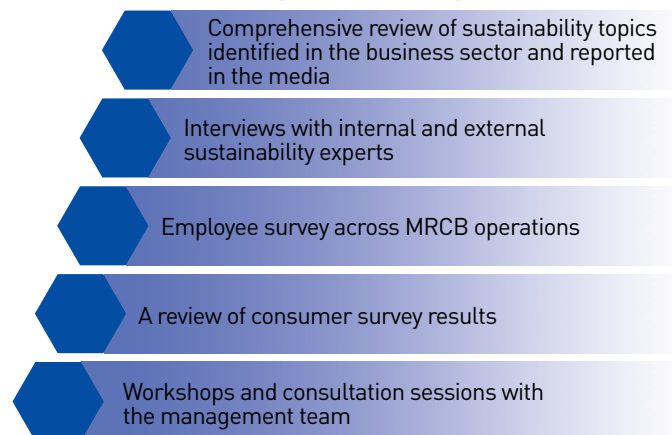 Comprehensive review of sustainability topics
identified in the business sector and reported
in the media
Interviews with internal and external
sustainability experts
Employee survey across MRCB operations
A review of consumer survey results
Workshops and consultation sessions with
the management team